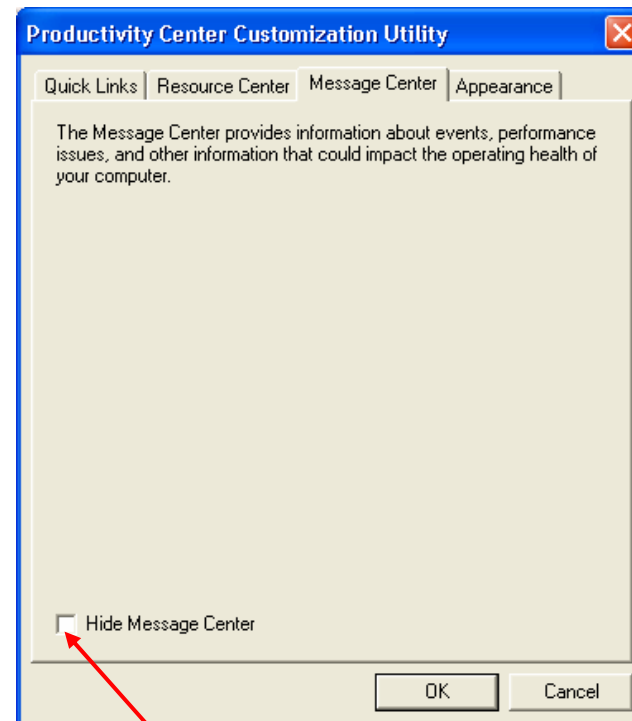 Productivity Center Customization Utility
Quick Links
Resource Center
Message Center
Appearance
The Message Center provides information about events, performance
issues, and other information that could impact the operating health of
your computer.
Hide Message Center
OK
Cancel